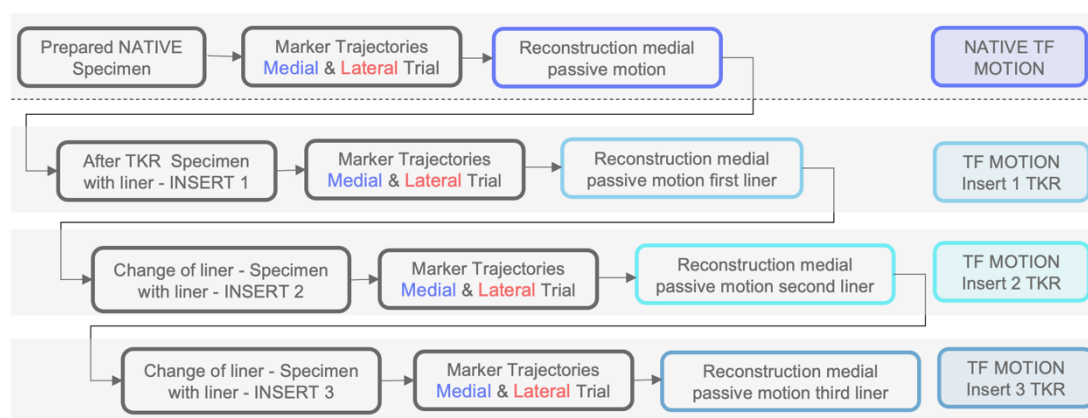 Prepared NATIVE
Specimen
Marker Trajectories
Medial & Lateral Trial
Reconstruction medial
passive motion
NATIVE TF
MOTION
After TKR Specimen
with liner - INSERT 1
Marker Trajectories
Medial & Lateral Trial
Reconstruction medial
passive motion first liner
TF MOTION
Insert 1 TKR
Change of liner - Specimen
with liner - INSERT 2
Marker Trajectories
Medial & Lateral Trial
Reconstruction medial
passive motion second liner
TF MOTION
Insert 2 TKR
Change of liner - Specimen
with liner - INSERT 3
Marker Trajectories
Medial & Lateral Trial
Reconstruction medial
passive motion third liner
TF MOTION
Insert 3 TKR